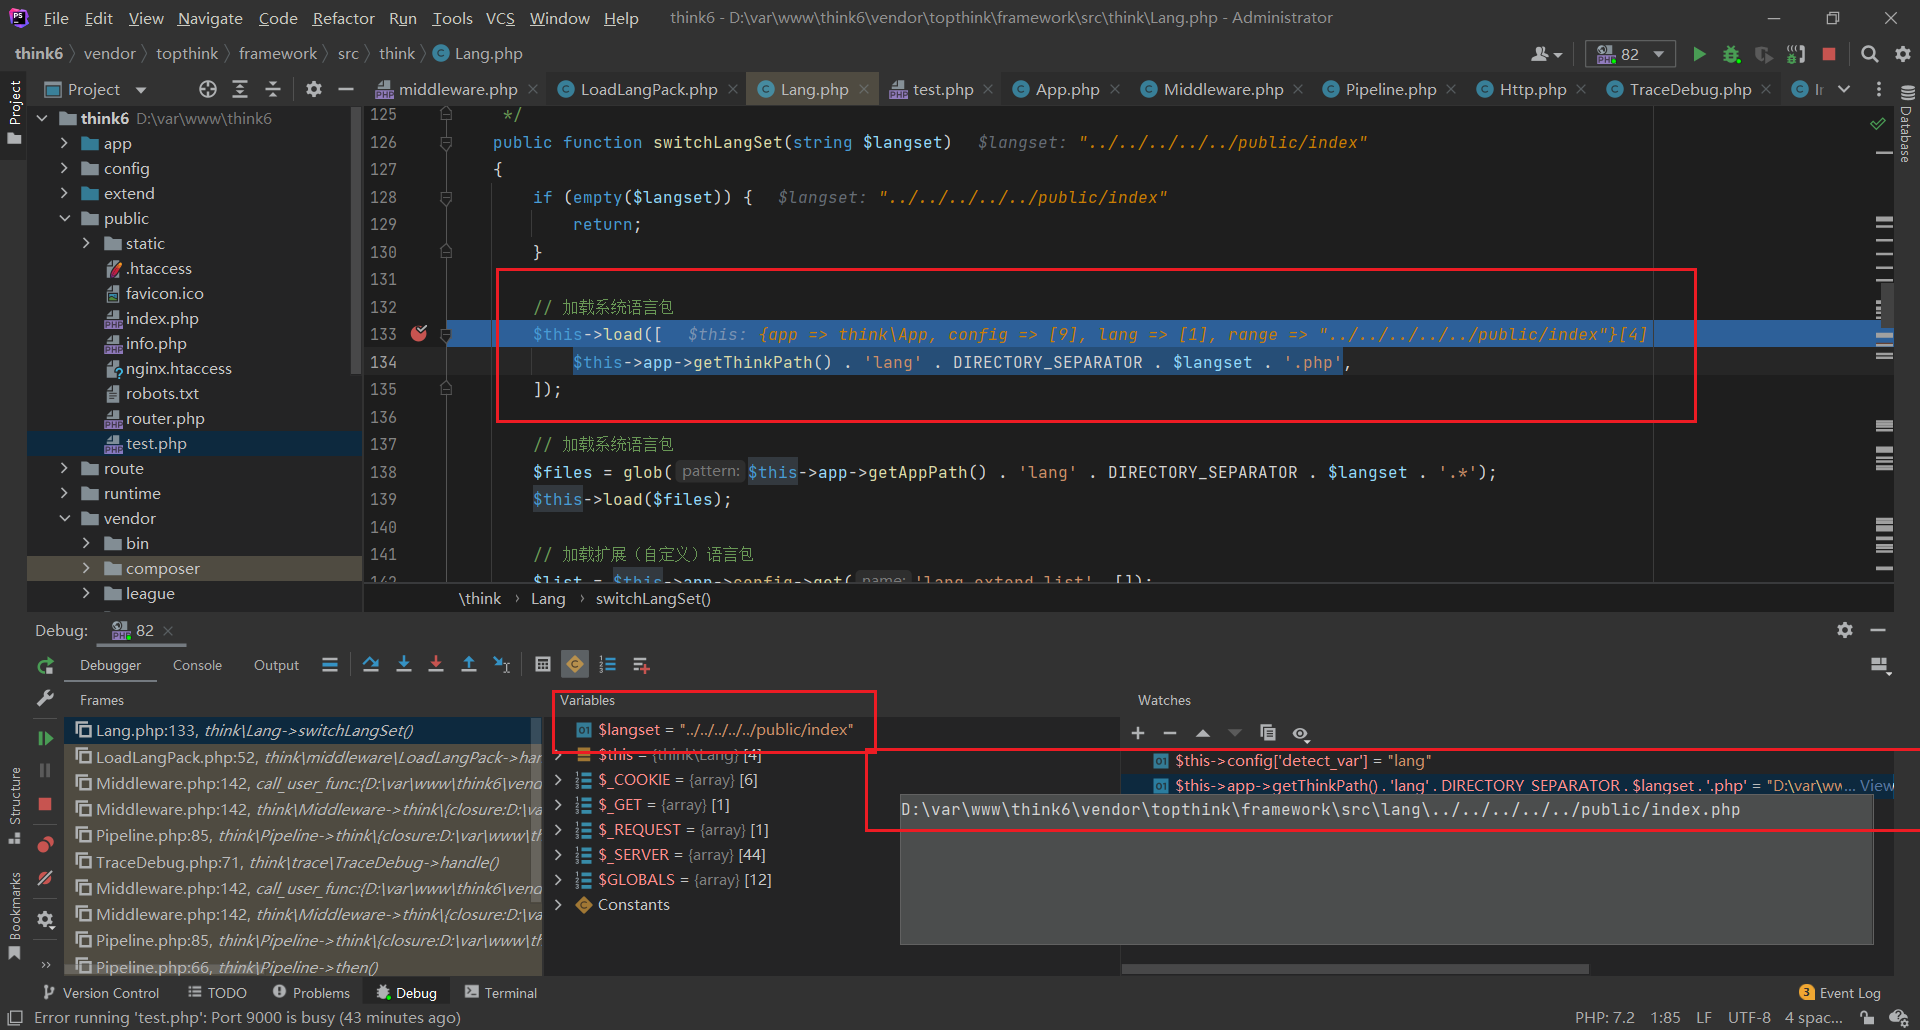 File Edit View Navigate Code Refactor Run Tools VCS Window Help think6 - D:\var\www\think6\vendor\topthink\framework\src\think\Lang.php - Administrator
think6 vendor topthink framework src think Lang.php 82
Project
Project
middleware.php LoadLangPack.php Lang.php test.php App.php Middleware.php Pipeline.php Http.php TraceDebug.php
Database
think6 D:\var\www\think6
app
config
extend
public
static
.htaccess
favicon.ico
index.php
info.php
nginx.htaccess
robots.txt
router.php
test.php
route
runtime
vendor
bin
composer
league
125 */
126 public function switchLangSet(string $langset) $langset: "../../../../../public/index"
127 {
128 if (empty($langset)) { $langset: "../../../../../public/index"
129 return;
130 }
131
132 // 加载系统语言包
133 $this->load([ $this: {app => think\App, config => [9], lang => [1], range => "../../../../../public/index"}[4]
134 $this->app->getThinkPath() . 'lang' . DIRECTORY_SEPARATOR . $langset . '.php',
135 ]);
136
137 // 加载系统语言包
138 $files = glob( pattern: $this->app->getAppPath() . 'lang' . DIRECTORY_SEPARATOR . $langset . '.*');
139 $this->load($files);
140
141 // 加载扩展（自定义）语言包
142 $list = $this->app->config->get( name: 'lang.extend_list', []);
\think › Lang › switchLangSet()
Debug: 82
Debugger Console Output
Frames
Lang.php:133, think\Lang->switchLangSet()
LoadLangPack.php:52, think\middleware\LoadLangPack->han
Middleware.php:142, call_user_func:{D:\var\www\think6\vend
Middleware.php:142, think\Middleware->think\{closure:D:\va
Pipeline.php:85, think\Pipeline->think\{closure:D:\var\www\th
TraceDebug.php:71, think\trace\TraceDebug->handle()
Middleware.php:142, call_user_func:{D:\var\www\think6\vend
Middleware.php:142, think\Middleware->think\{closure:D:\va
Pipeline.php:85, think\Pipeline->think\{closure:D:\var\www\th
Pipeline.php:66, think\Pipeline->then()
Variables
$langset = "../../../../../public/index"
$this = {think\Lang} [4]
$_COOKIE = {array} [6]
$_GET = {array} [1]
$_REQUEST = {array} [1]
$_SERVER = {array} [44]
$GLOBALS = {array} [12]
Constants
Watches
$this->config['detect_var'] = "lang"
$this->app->getThinkPath() . 'lang' . DIRECTORY_SEPARATOR . $langset . '.php' = "D:\var\ww... View
D:\var\www\think6\vendor\topthink\framework\src\lang\../../../../../public/index.php
Structure
Bookmarks
Version Control TODO Problems Debug Terminal 3 Event Log
Error running 'test.php': Port 9000 is busy (43 minutes ago) PHP: 7.2 1:85 LF UTF-8 4 spac...